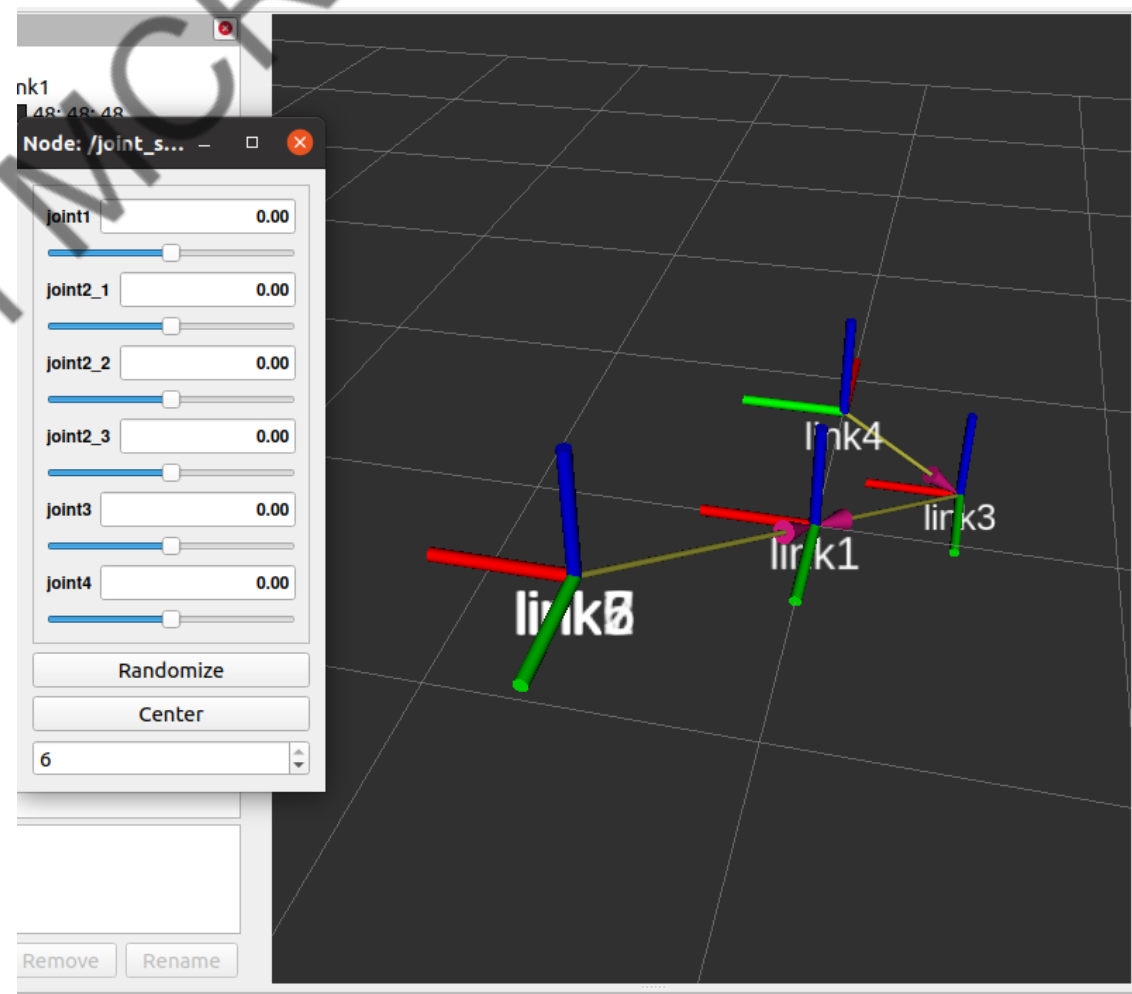 nk1
48; 48; 48
Node: /joint_s...
joint1
0.00
joint2_1
0.00
joint2_2
0.00
joint2_3
0.00
joint3
0.00
joint4
0.00
Randomize
Center
6
Remove
Rename
link4
link3
link1